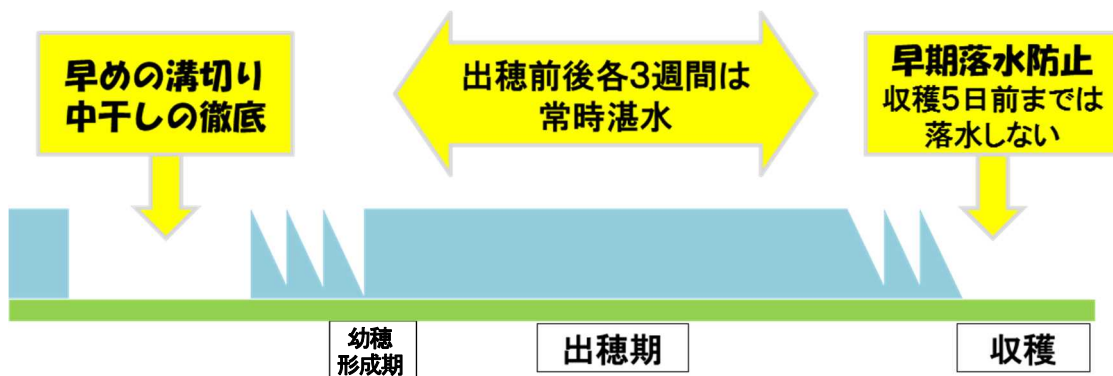 早めの溝切り
中干しの徹底
出穂前後各3週間は
常時湛水
早期落水防止
収穫5日前までは
落水しない
幼穂
形成期
出穂期
収穫